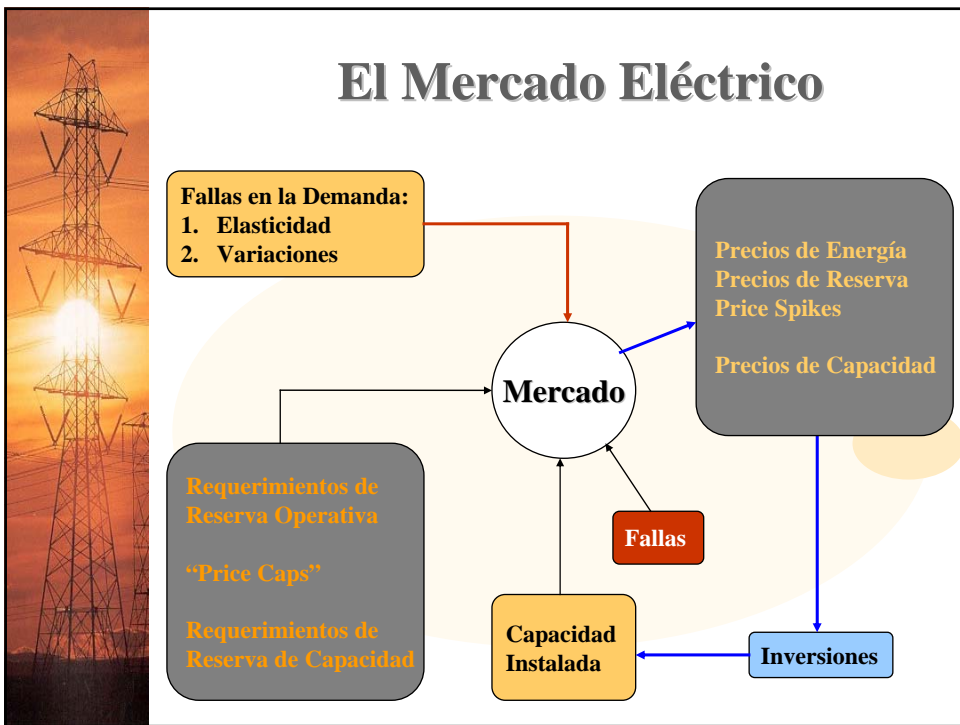 El Mercado Eléctrico
Fallas en la Demanda:
1. Elasticidad
2. Variaciones
Precios de Energía
Precios de Reserva
Price Spikes
Precios de Capacidad
Mercado
Requerimientos de
Reserva Operativa
“Price Caps”
Requerimientos de
Reserva de Capacidad
Fallas
Capacidad
Instalada
Inversiones